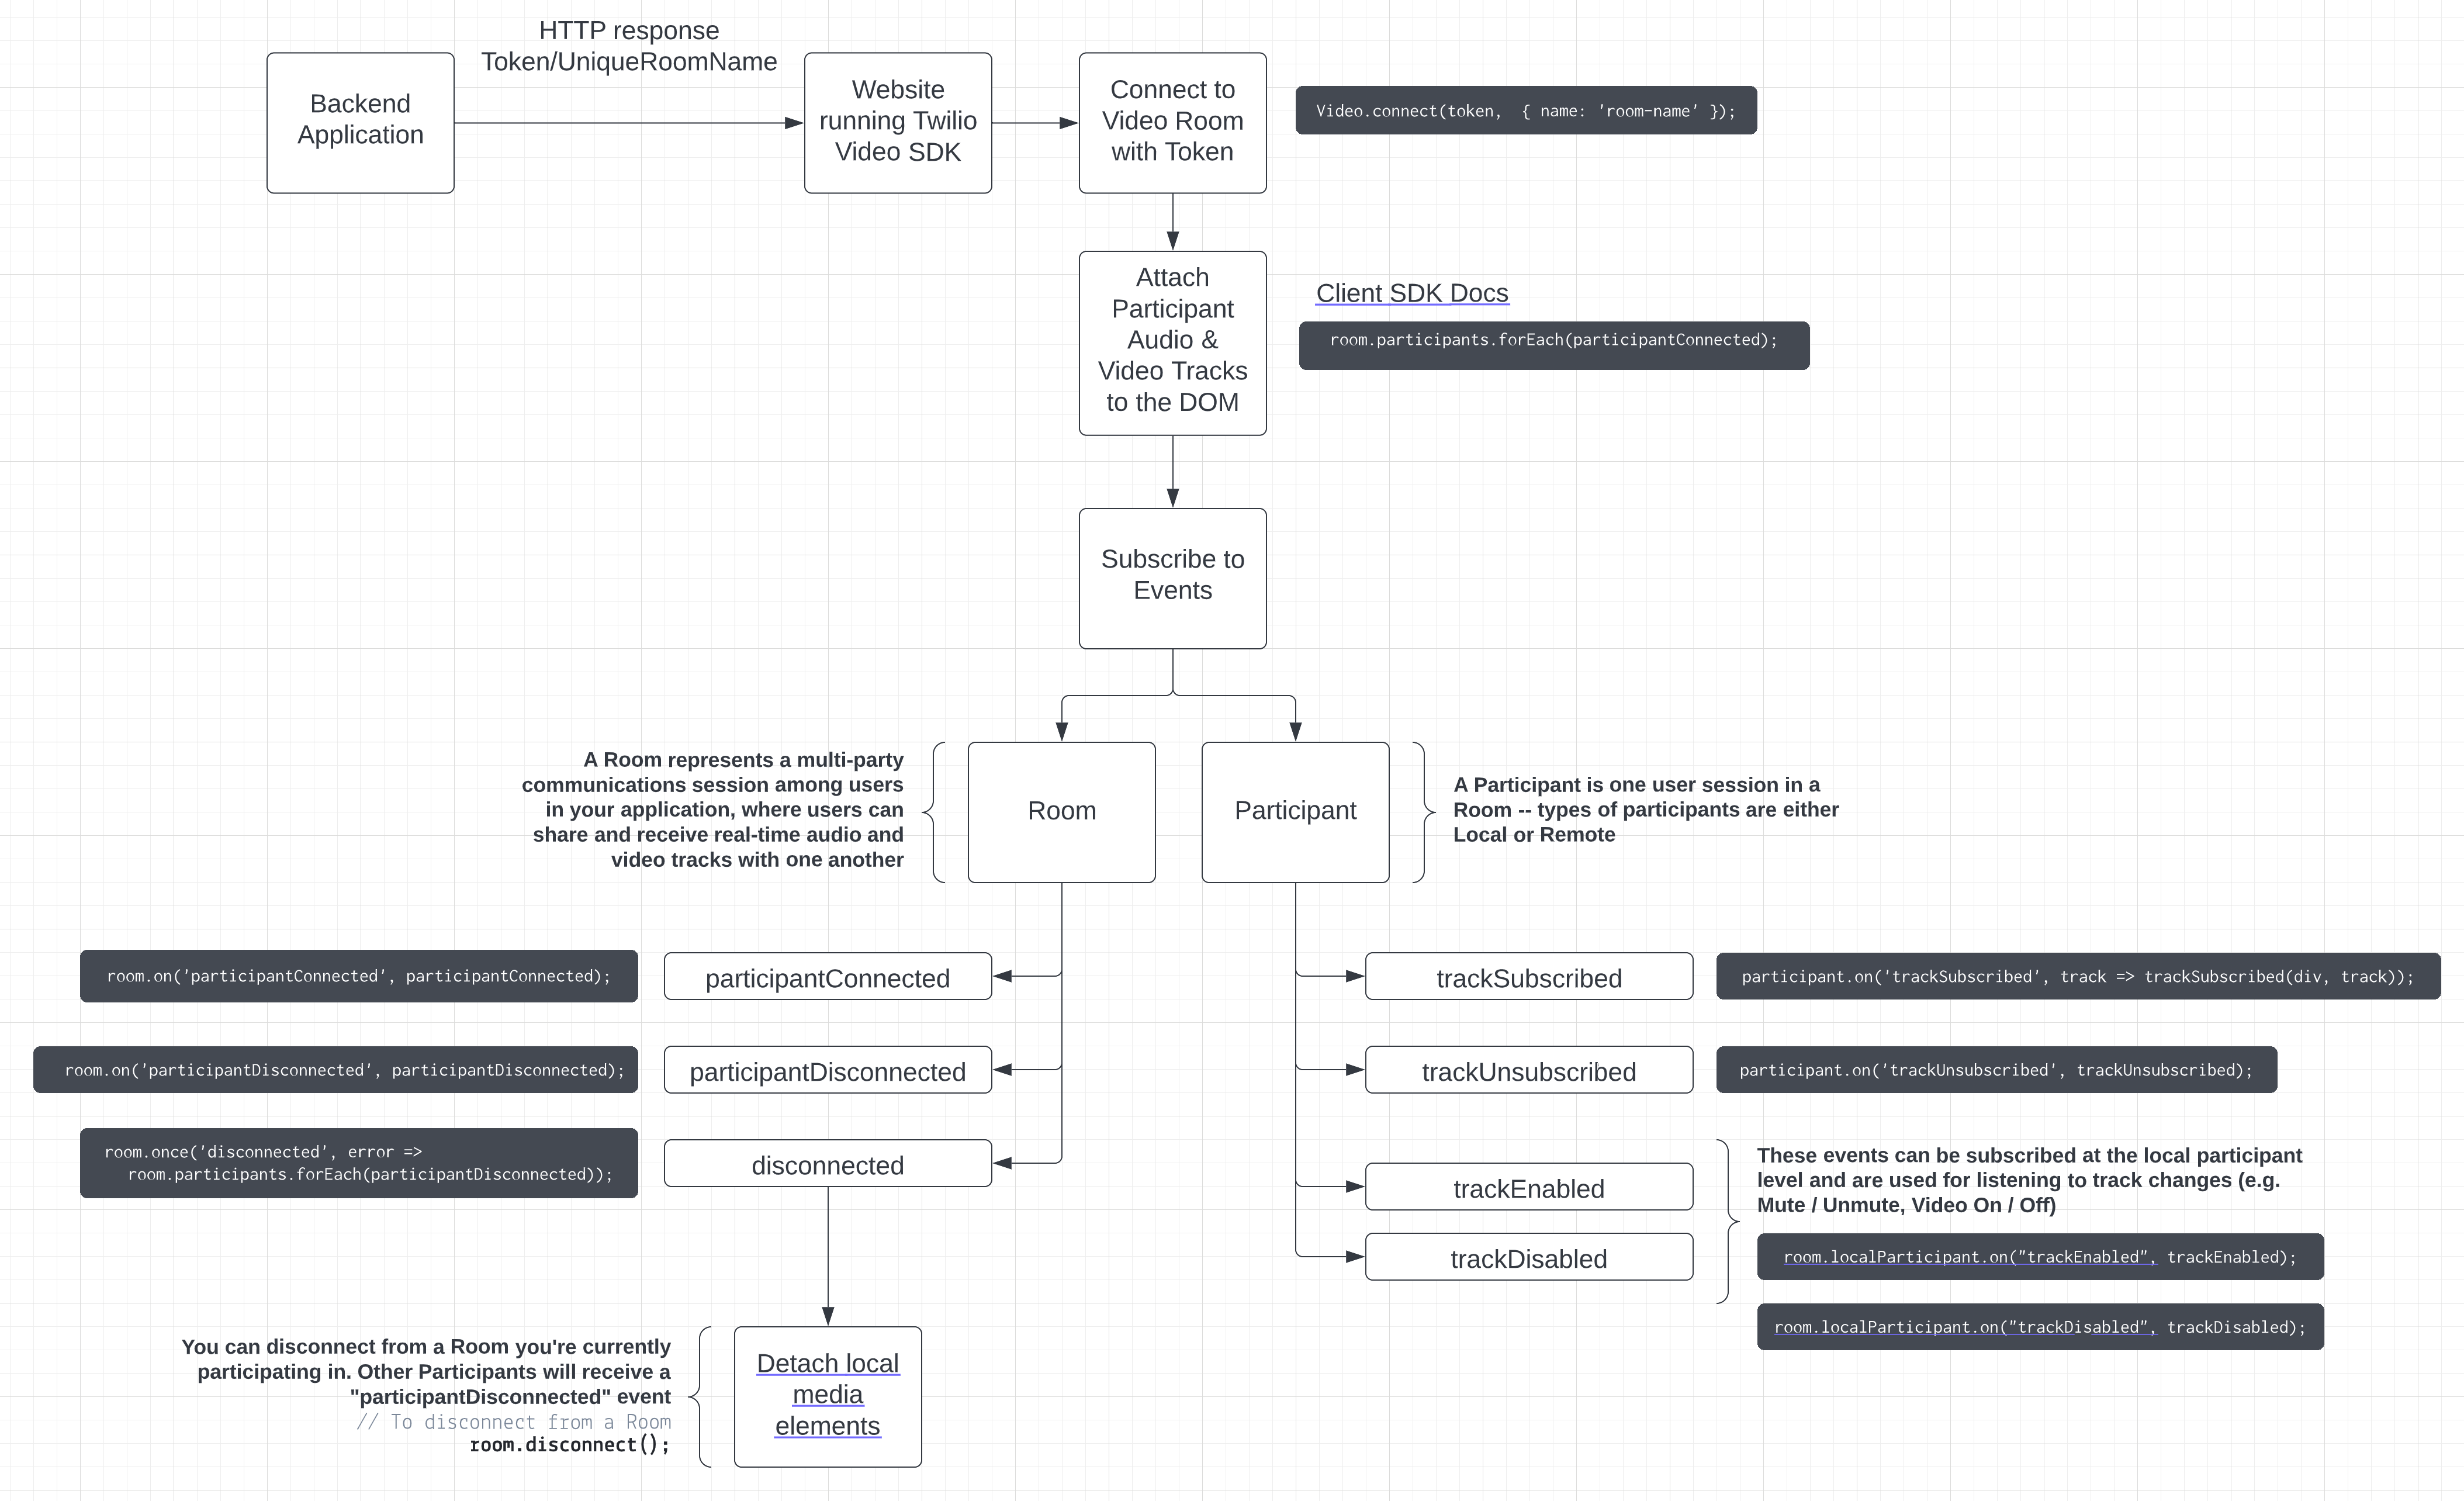 HTTP response
Token/UniqueRoomName
Backend
Application
Website
running Twilio
Video SDK
Connect to
Video Room
with Token
Video.connect(token,  { name: 'room-name' });
Attach
Participant
Audio &
Video Tracks
to the DOM
Client SDK Docs
room.participants.forEach(participantConnected);
Subscribe to
Events
A Room represents a multi-party
communications session among users
in your application, where users can
share and receive real-time audio and
video tracks with one another
Room
Participant
A Participant is one user session in a
Room -- types of participants are either
Local or Remote
room.on('participantConnected', participantConnected);
participantConnected
trackSubscribed
participant.on('trackSubscribed', track => trackSubscribed(div, track));
room.on('participantDisconnected', participantDisconnected);
participantDisconnected
trackUnsubscribed
participant.on('trackUnsubscribed', trackUnsubscribed);
room.once('disconnected', error =>
room.participants.forEach(participantDisconnected));
disconnected
trackEnabled
trackDisabled
These events can be subscribed at the local participant
level and are used for listening to track changes (e.g.
Mute / Unmute, Video On / Off)
room.localParticipant.on("trackEnabled", trackEnabled);
room.localParticipant.on("trackDisabled", trackDisabled);
You can disconnect from a Room you're currently
participating in. Other Participants will receive a
"participantDisconnected" event
// To disconnect from a Room
room.disconnect();
Detach local
media
elements